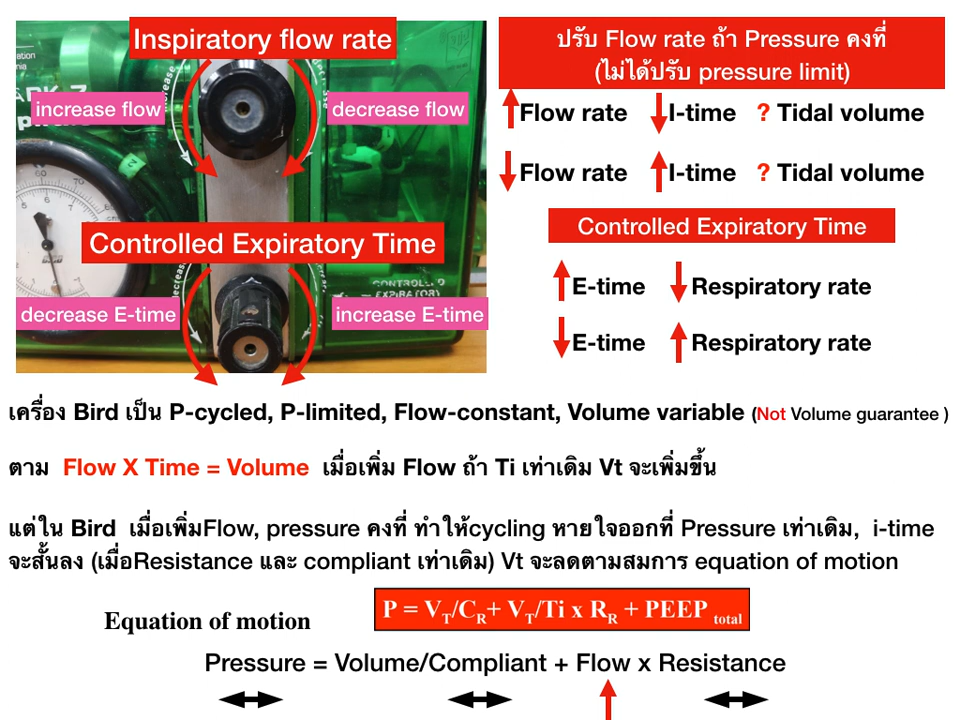 Inspiratory flow rate
increase flow
decrease flow
Controlled Expiratory Time
decrease E-time
increase E-time
CONTROLLED
EXPIRATORY
6
5
ปรับ Flow rate ถ้า Pressure คงที่
(ไม่ได้ปรับ pressure limit)
↑Flow rate ↓I-time ? Tidal volume
↓Flow rate ↑I-time ? Tidal volume
Controlled Expiratory Time
↑E-time ↓Respiratory rate
↓E-time ↑Respiratory rate
เครื่อง Bird เป็น P-cycled, P-limited, Flow-constant, Volume variable (Not Volume guarantee )
ตาม Flow X Time = Volume เมื่อเพิ่ม Flow ถ้า Ti เท่าเดิม Vt จะเพิ่มขึ้น
แต่ใน Bird เมื่อเพิ่มFlow, pressure คงที่ ทำให้cycling หายใจออกที่ Pressure เท่าเดิม, i-time
จะสั้นลง (เมื่อResistance และ compliant เท่าเดิม) Vt จะลดตามสมการ equation of motion
Equation of motion
P = VT/CR+ VT/Ti x RR + PEEP total
Pressure = Volume/Compliant + Flow x Resistance